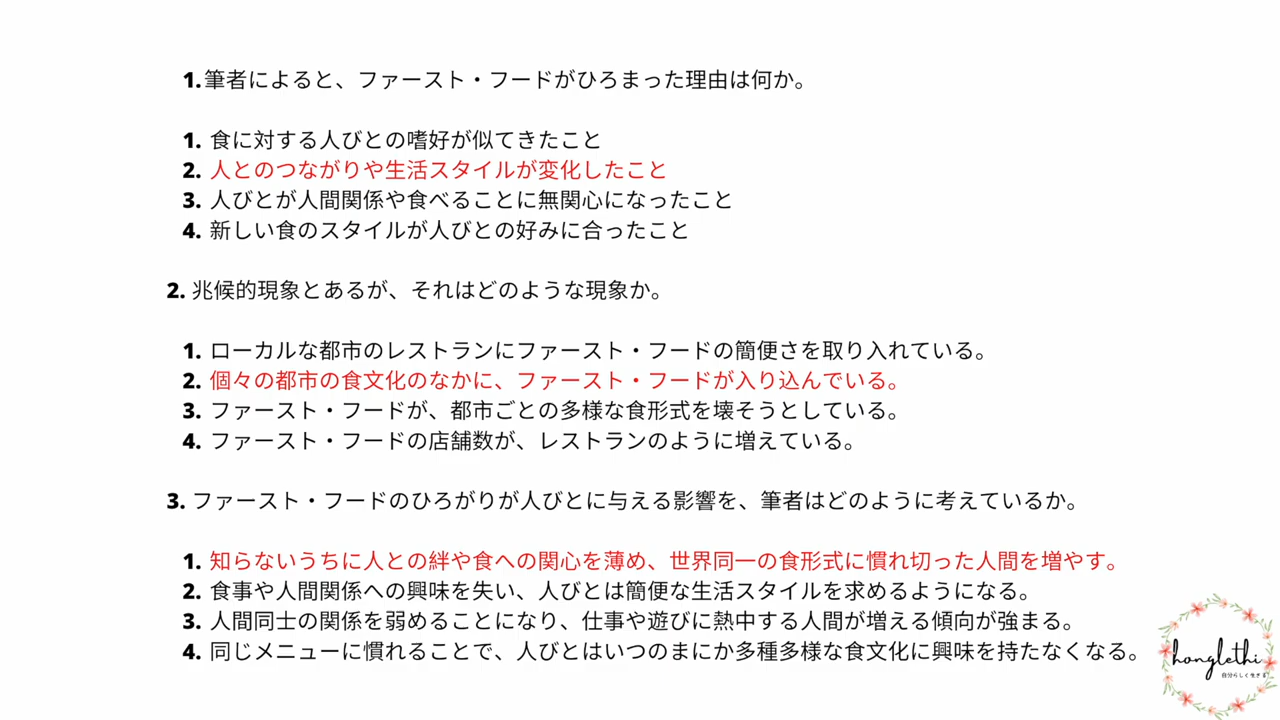 1.筆者によると、ファースト・フードがひろまった理由は何か。
1. 食に対する人びとの嗜好が似てきたこと
2. 人とのつながりや生活スタイルが変化したこと
3. 人びとが人間関係や食べることに無関心になったこと
4. 新しい食のスタイルが人びとの好みに合ったこと
2. 兆候的現象とあるが、それはどのような現象か。
1. ローカルな都市のレストランにファースト・フードの簡便さを取り入れている。
2. 個々の都市の食文化のなかに、ファースト・フードが入り込んでいる。
3. ファースト・フードが、都市ごとの多様な食形式を壊そうとしている。
4. ファースト・フードの店舗数が、レストランのように増えている。
3. ファースト・フードのひろがりが人びとに与える影響を、筆者はどのように考えているか。
1. 知らないうちに人との絆や食への関心を薄め、世界同一の食形式に慣れ切った人間を増やす。
2. 食事や人間関係への興味を失い、人びとは簡便な生活スタイルを求めるようになる。
3. 人間同士の関係を弱めることになり、仕事や遊びに熱中する人間が増える傾向が強まる。
4. 同じメニューに慣れることで、人びとはいつのまにか多種多様な食文化に興味を持たなくなる。
honglethi
自分らしく生きる